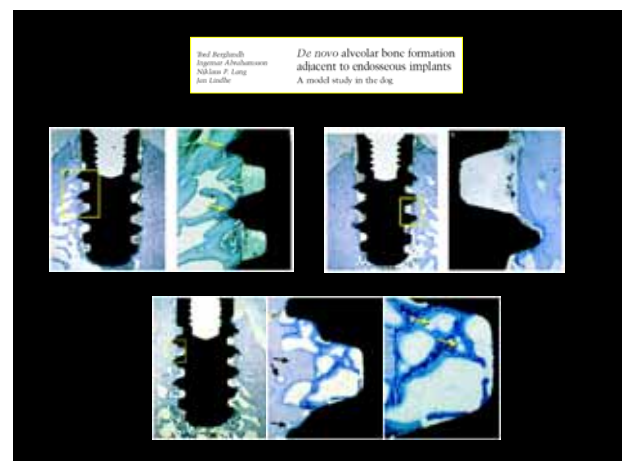 Tord Berglundh
Ingemar Abrahamsson
Niklaus P. Lang
Jan Lindhe
De novo alveolar bone formation
adjacent to endosseous implants
A model study in the dog